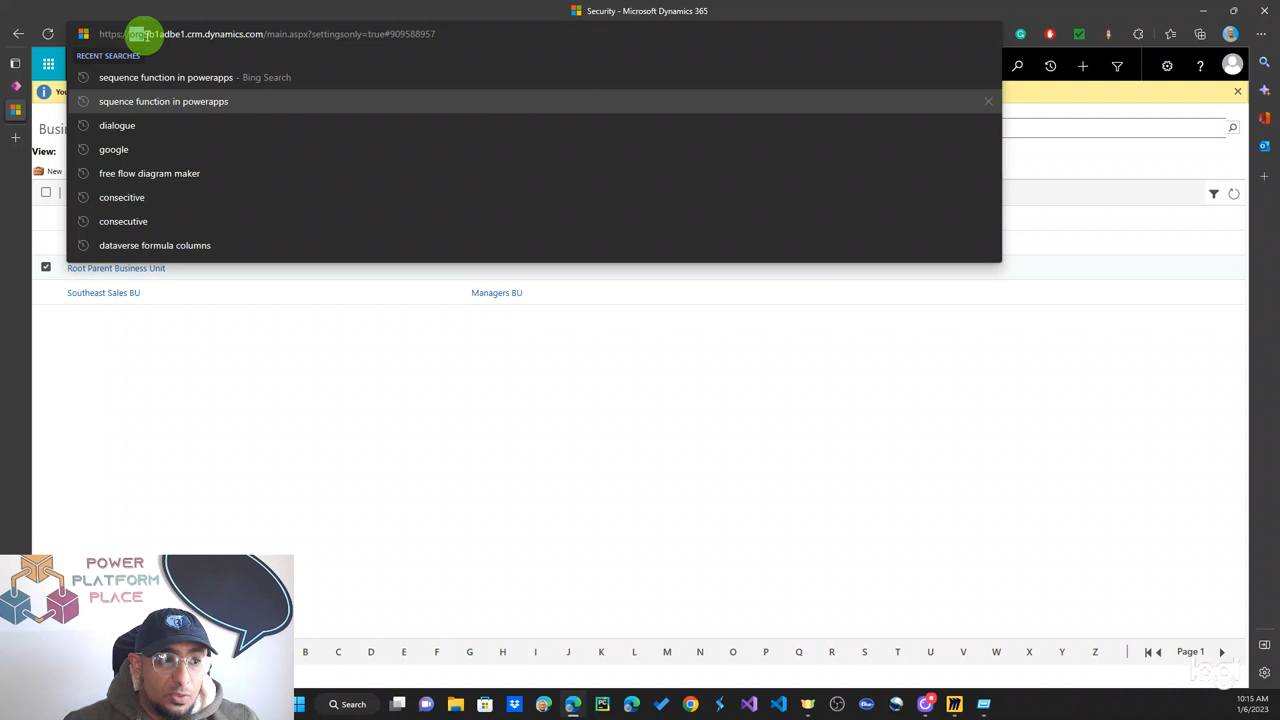 Security - Microsoft Dynamics 365
https://org5b1adbe1.crm.dynamics.com/main.aspx?settingsonly=true#909588957
RECENT SEARCHES
sequence function in powerapps - Bing Search
squence function in powerapps
dialogue
google
free flow diagram maker
consecitive
consecutive
dataverse formula columns
You
Busi
View:
New
Root Parent Business Unit
Southeast Sales BU Managers BU
POWER
PLATFORM
PLACE
B C D E F G H I J K L M N O P Q R S T U V W X Y Z
Page 1
Search
10:15 AM
1/6/2023